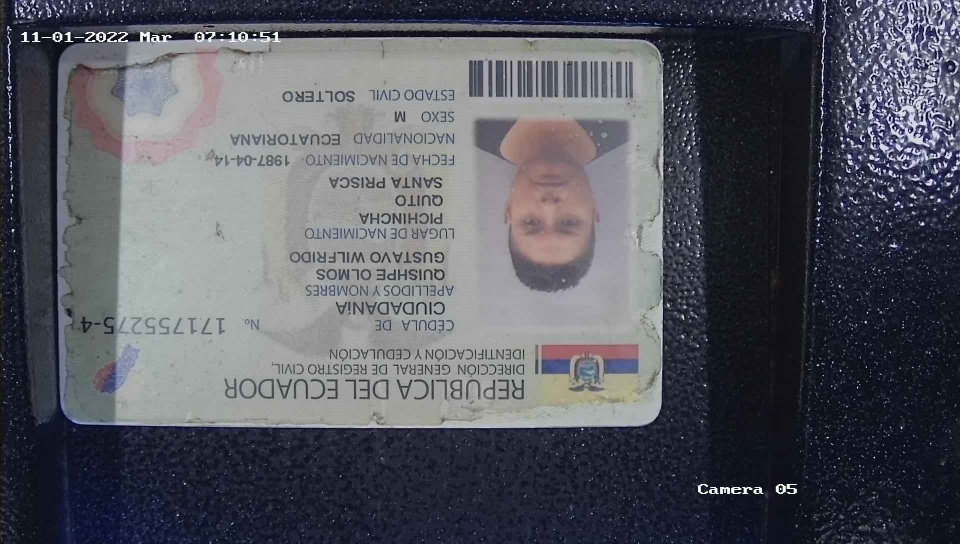 11-01-2022 Mar 07:10:51
REPÚBLICA DEL ECUADOR
DIRECCIÓN GENERAL DE REGISTRO CIVIL,
IDENTIFICACIÓN Y CEDULACIÓN
CÉDULA DE No. 171755275-4
CIUDADANÍA
APELLIDOS Y NOMBRES
QUISHPE OLMOS
GUSTAVO WILFRIDO
LUGAR DE NACIMIENTO
PICHINCHA
QUITO
SANTA PRISCA
FECHA DE NACIMIENTO 1987-04-14
NACIONALIDAD ECUATORIANA
SEXO M
ESTADO CIVIL SOLTERO
Camera 05